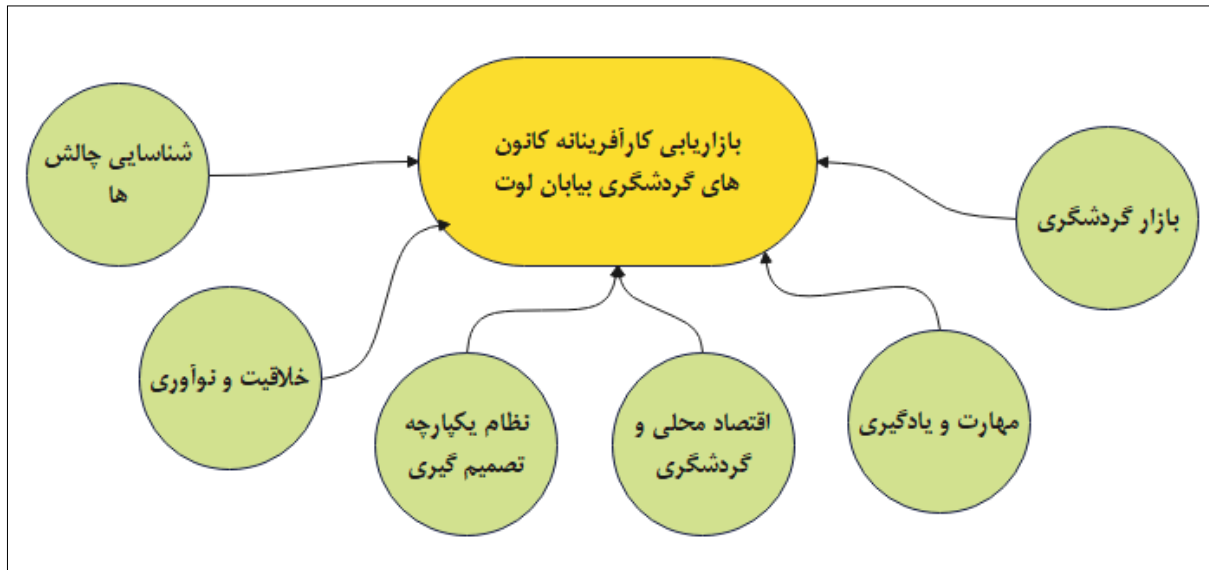 بازاریابی کارآفرینانه کانون
های گردشگری بیابان لوت
بازار گردشگری
مهارت و یادگیری
اقتصاد محلی و
گردشگری
نظام یکپارچه
تصمیم گیری
خلاقیت و نوآوری
شناسایی چالش
ها